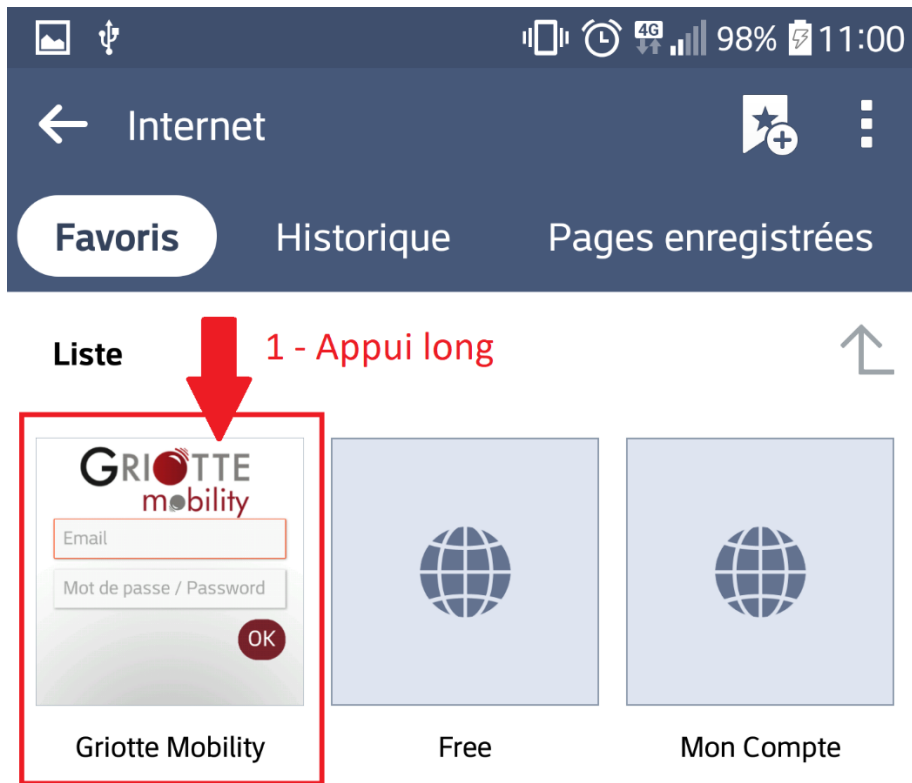 4G 98% 11:00
Internet
Favoris Historique Pages enregistrées
Liste 1 - Appui long
GRIOTTE
mobility
Email
Mot de passe / Password
OK
Griotte Mobility Free Mon Compte